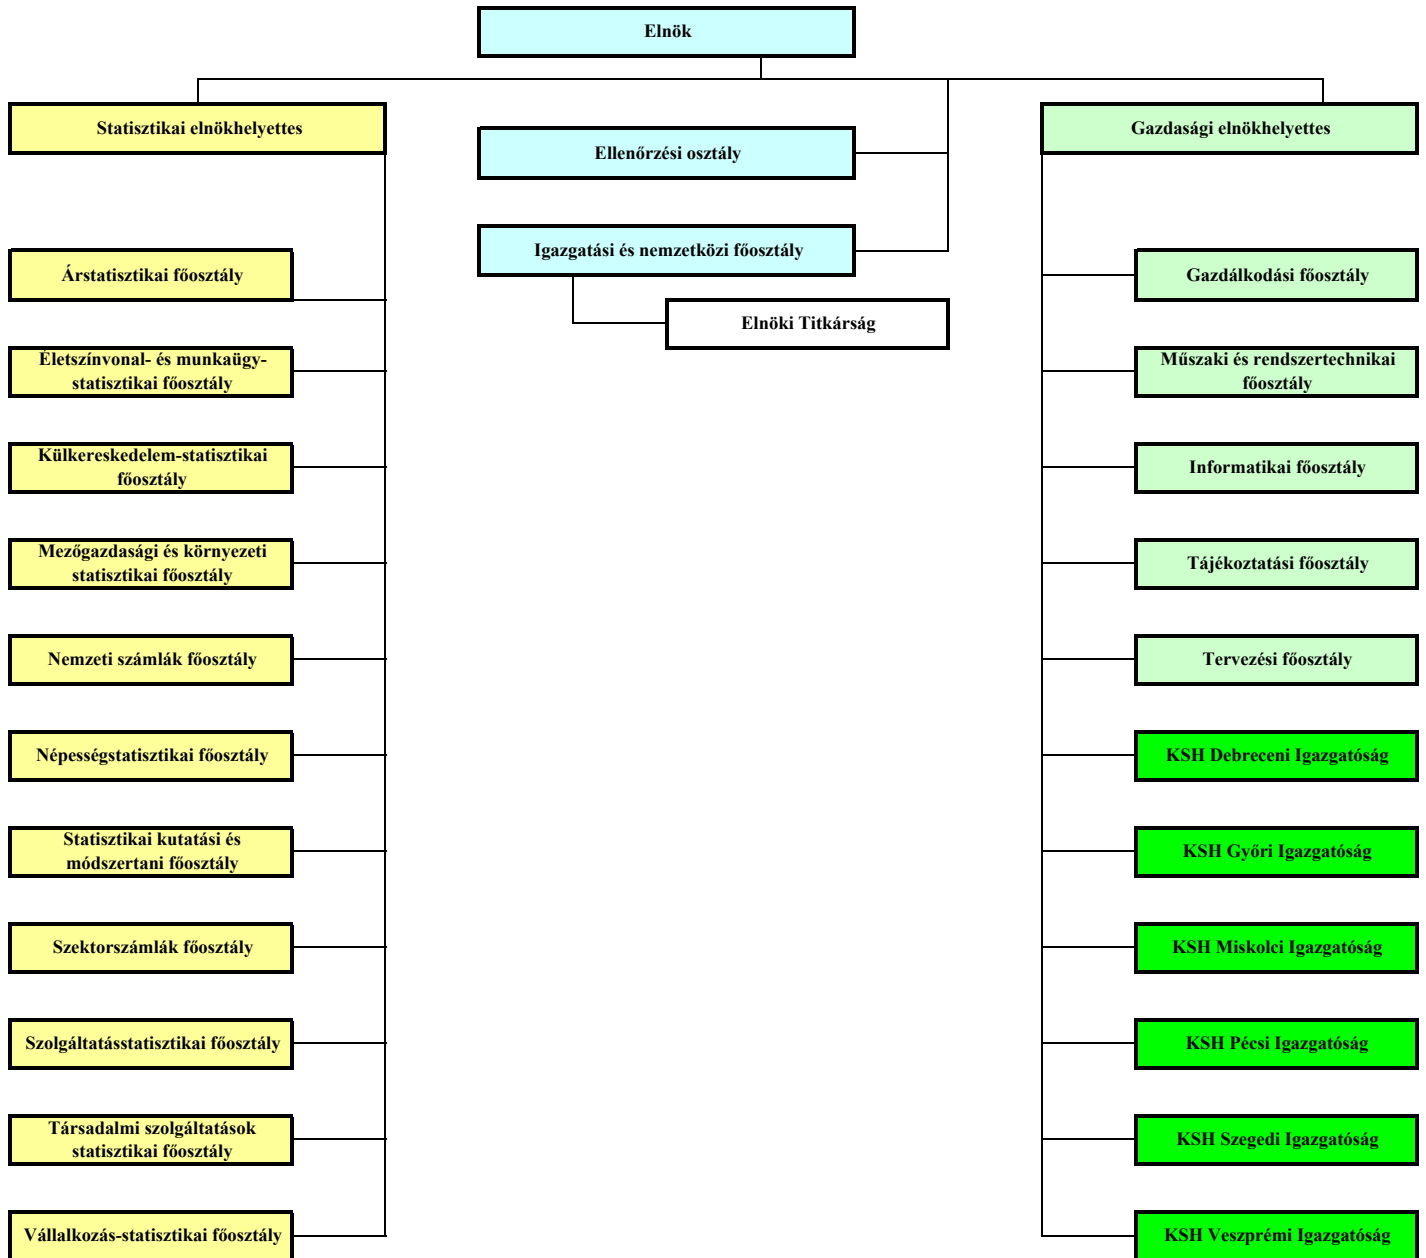 Elnök
Statisztikai elnökhelyettes
Gazdasági elnökhelyettes
Ellenőrzési osztály
Igazgatási és nemzetközi főosztály
Elnöki Titkárság
Árstatisztikai főosztály
Életszínvonal- és munkaügy-
statisztikai főosztály
Külkereskedelem-statisztikai
főosztály
Mezőgazdasági és környezeti
statisztikai főosztály
Nemzeti számlák főosztály
Népességstatisztikai főosztály
Statisztikai kutatási és
módszertani főosztály
Szektorszámlák főosztály
Szolgáltatásstatisztikai főosztály
Társadalmi szolgáltatások
statisztikai főosztály
Vállalkozás-statisztikai főosztály
Gazdálkodási főosztály
Műszaki és rendszertechnikai
főosztály
Informatikai főosztály
Tájékoztatási főosztály
Tervezési főosztály
KSH Debreceni Igazgatóság
KSH Győri Igazgatóság
KSH Miskolci Igazgatóság
KSH Pécsi Igazgatóság
KSH Szegedi Igazgatóság
KSH Veszprémi Igazgatóság